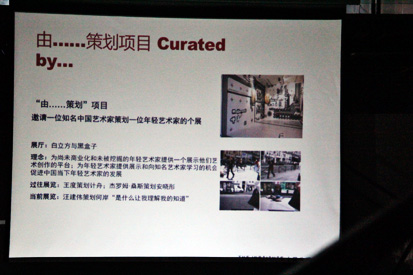 由……策划项目 Curated
by...
“由……策划”项目
邀请一位知名中国艺术家策划一位年轻艺术家的个展
展厅：白立方与黑盒子
理念：为尚未商业化和未被挖掘的年轻艺术家提供一个展示他们艺
术创作的平台；为年轻艺术家提供展示和向知名艺术家学习的机会
促进中国当下年轻艺术家的发展
过往展览：王度策划计舟；杰罗姆·桑斯策划安晓彤
当前展览：汪建伟策划何岸“是什么让我理解我的知道”